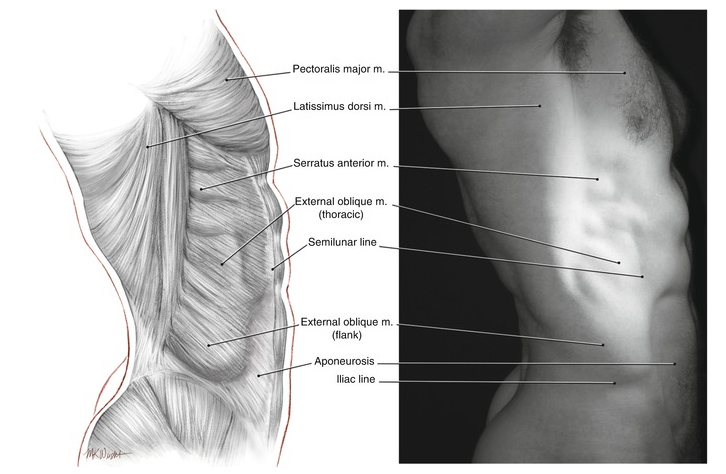 Pectoralis major m.
Latissimus dorsi m.
Serratus anterior m.
External oblique m.
(thoracic)
Semilunar line
External oblique m.
(flank)
Aponeurosis
Iliac line